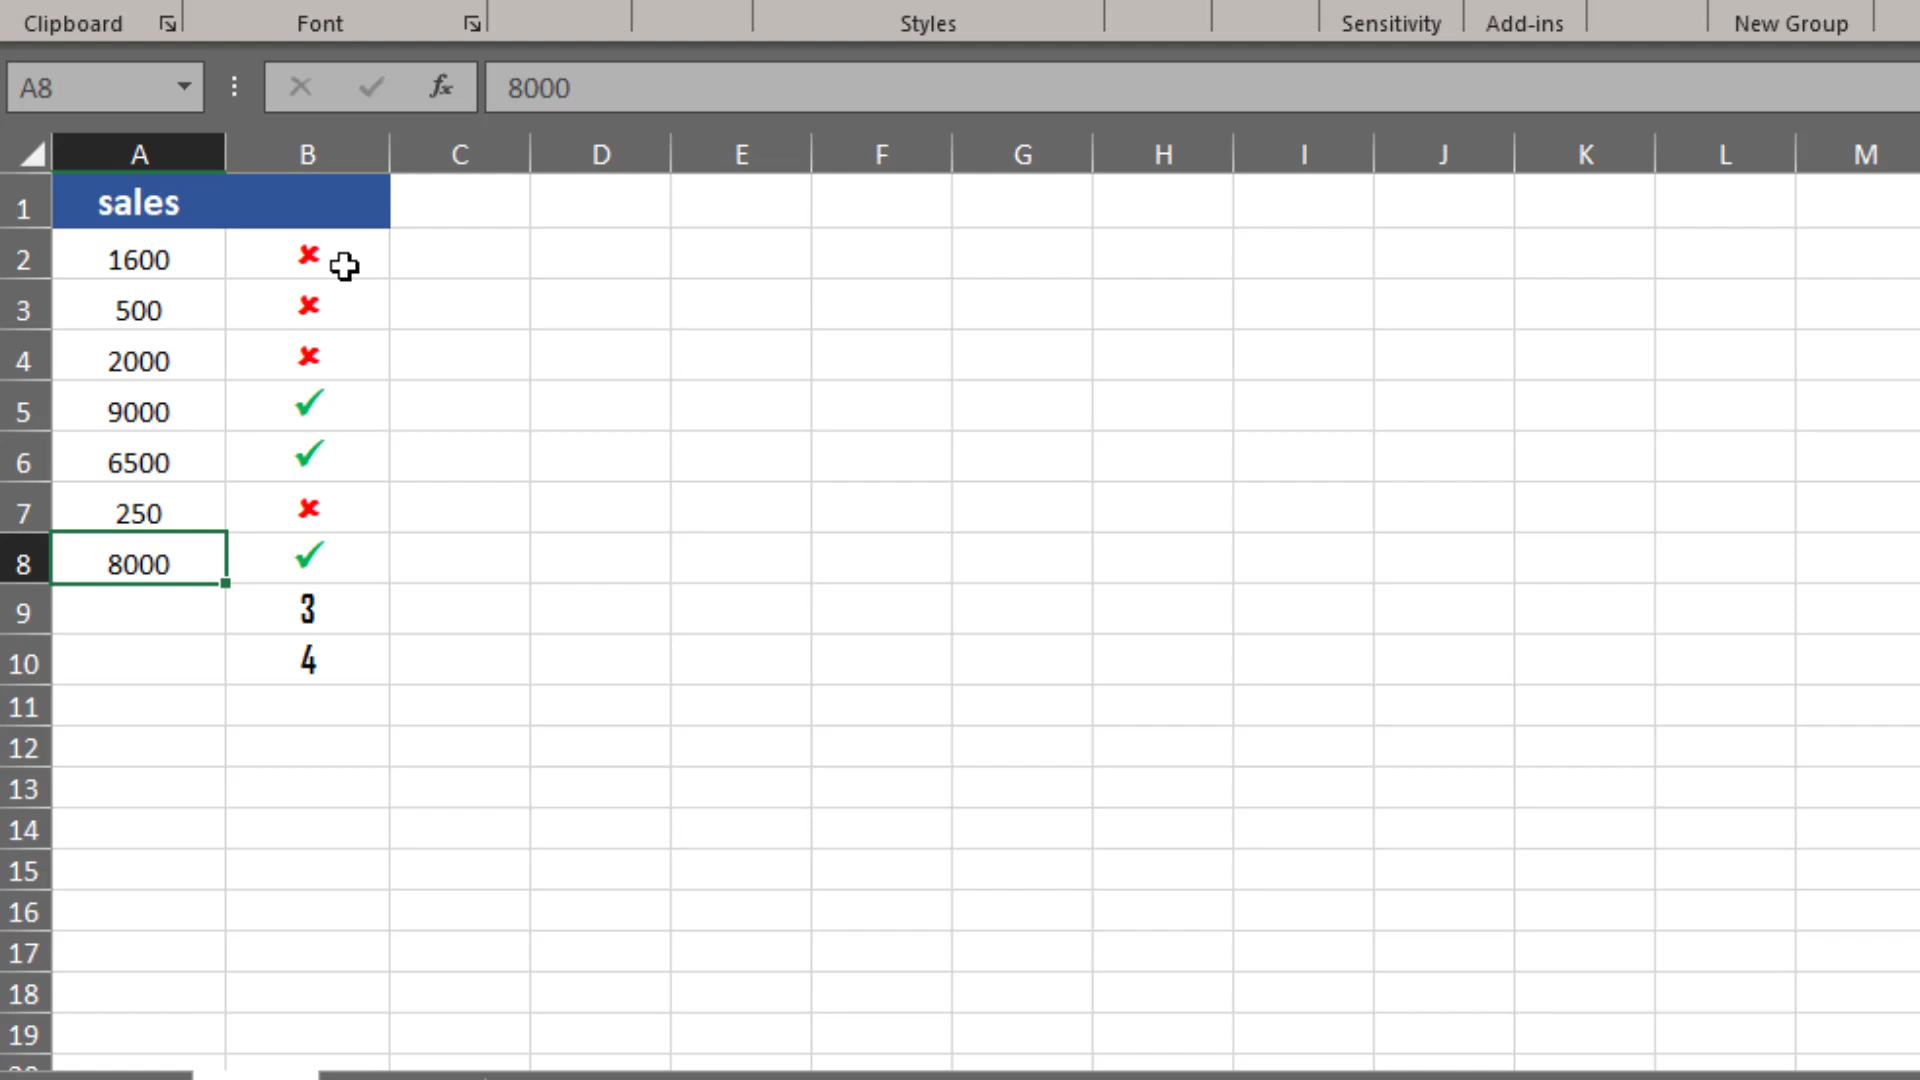 Clipboard Font Styles Sensitivity Add-ins New Group
A8 fx 8000
A B C D E F G H I J K L M
1 sales
2 1600 ✘
3 500 ✘
4 2000 ✘
5 9000 ✓
6 6500 ✓
7 250 ✘
8 8000 ✓
9 3
10 4
11
12
13
14
15
16
17
18
19